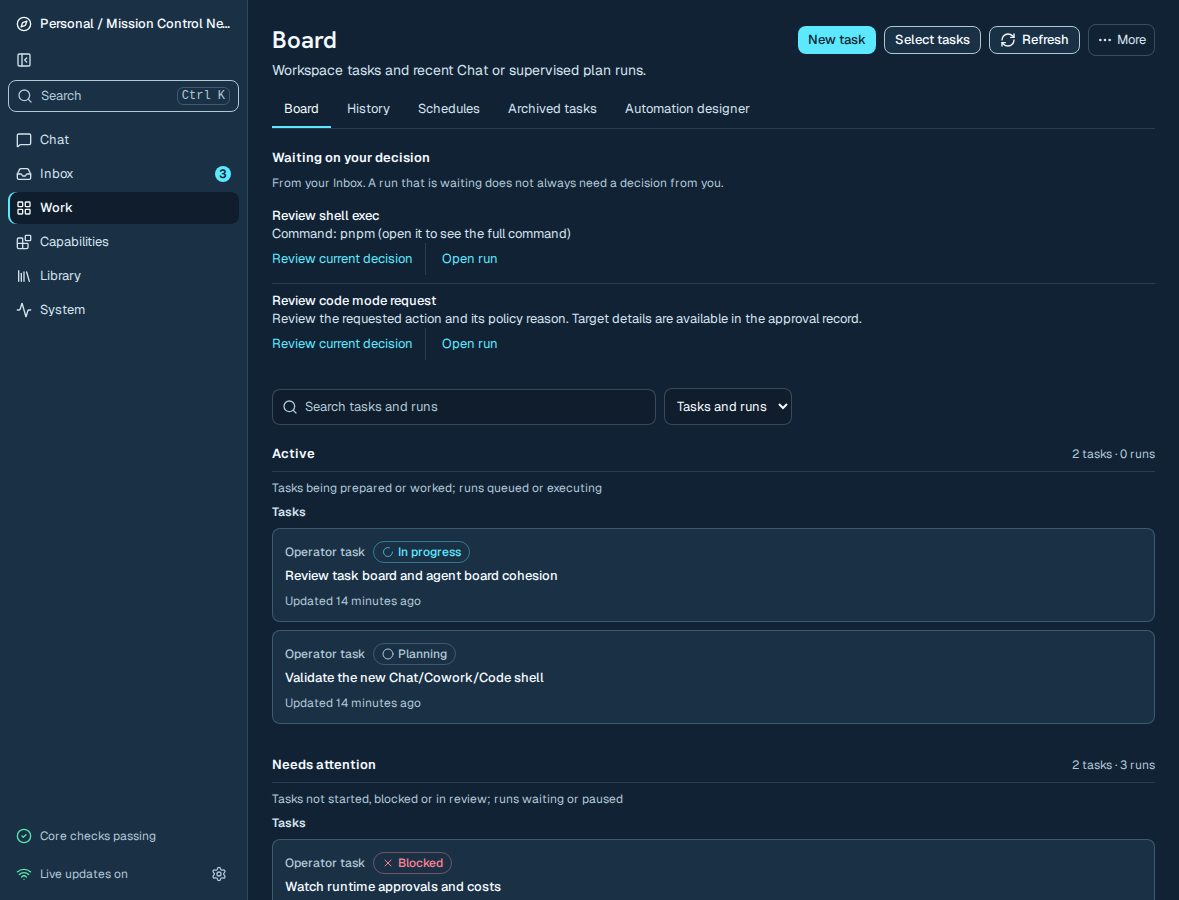 Personal / Mission Control Ne...
Search
Ctrl K
Chat
Inbox
3
Work
Capabilities
Library
System
Core checks passing
Live updates on
Board
New task
Select tasks
Refresh
More
Workspace tasks and recent Chat or supervised plan runs.
Board
History
Schedules
Archived tasks
Automation designer
Waiting on your decision
From your Inbox. A run that is waiting does not always need a decision from you.
Review shell exec
Command: pnpm (open it to see the full command)
Review current decision
Open run
Review code mode request
Review the requested action and its policy reason. Target details are available in the approval record.
Review current decision
Open run
Search tasks and runs
Tasks and runs
Active
2 tasks · 0 runs
Tasks being prepared or worked; runs queued or executing
Tasks
Operator task
In progress
Review task board and agent board cohesion
Updated 14 minutes ago
Operator task
Planning
Validate the new Chat/Cowork/Code shell
Updated 14 minutes ago
Needs attention
2 tasks · 3 runs
Tasks not started, blocked or in review; runs waiting or paused
Tasks
Operator task
Blocked
Watch runtime approvals and costs